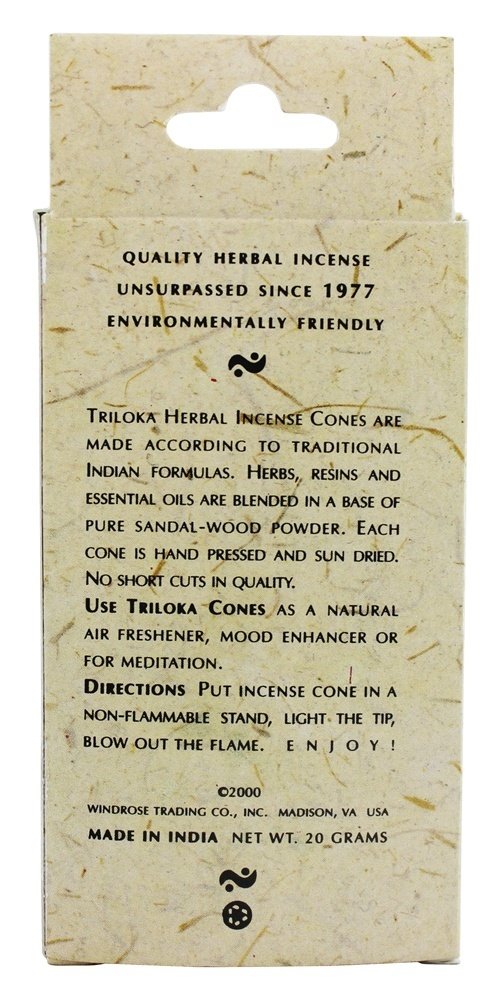 QUALITY HERBAL INCENSE
UNSURPASSED SINCE 1977
ENVIRONMENTALLY FRIENDLY
TRILOKA HERBAL INCENSE CONES ARE
MADE ACCORDING TO TRADITIONAL
INDIAN FORMULAS. HERBS, RESINS AND
ESSENTIAL OILS ARE BLENDED IN A BASE OF
PURE SANDAL-WOOD POWDER. EACH
CONE IS HAND PRESSED AND SUN DRIED.
NO SHORT CUTS IN QUALITY.
USE TRILOKA CONES AS A NATURAL
AIR FRESHENER, MOOD ENHANCER OR
FOR MEDITATION.
DIRECTIONS PUT INCENSE CONE IN A
NON-FLAMMABLE STAND, LIGHT THE TIP,
BLOW OUT THE FLAME. E N J O Y !
©2000
WINDROSE TRADING CO., INC. MADISON, VA USA
MADE IN INDIA NET WT. 20 GRAMS